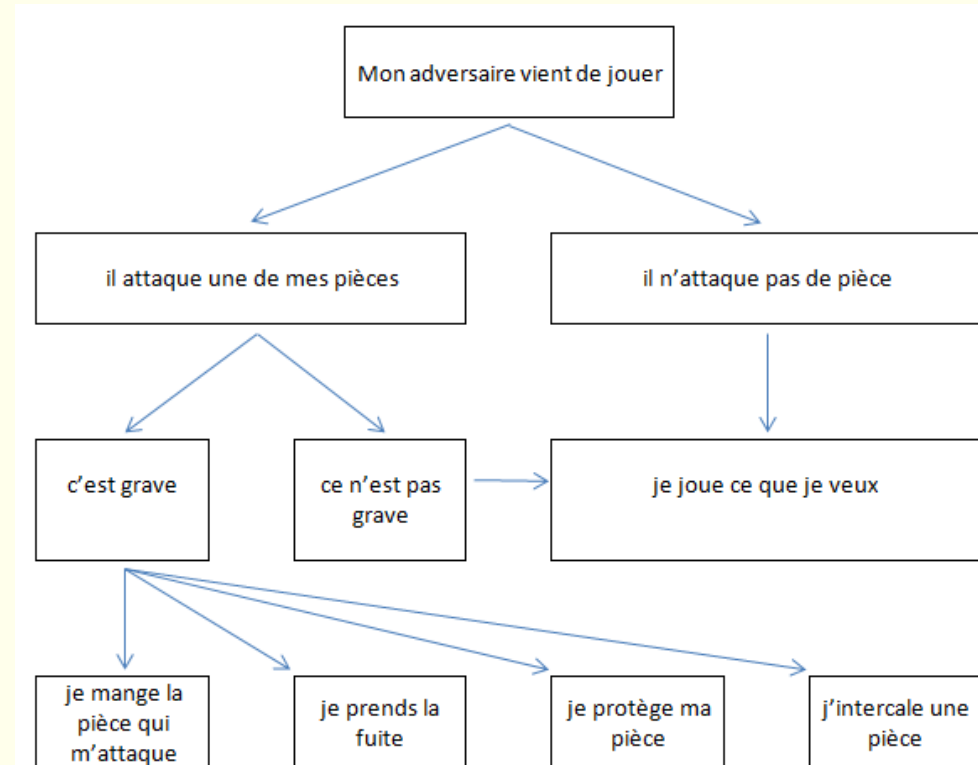 Mon adversaire vient de jouer
il attaque une de mes pièces
il n'attaque pas de pièce
c'est grave
ce n'est pas
grave
je joue ce que je veux
je mange la
pièce qui
m'attaque
je prends la
fuite
je protège ma
pièce
j'intercale une
pièce